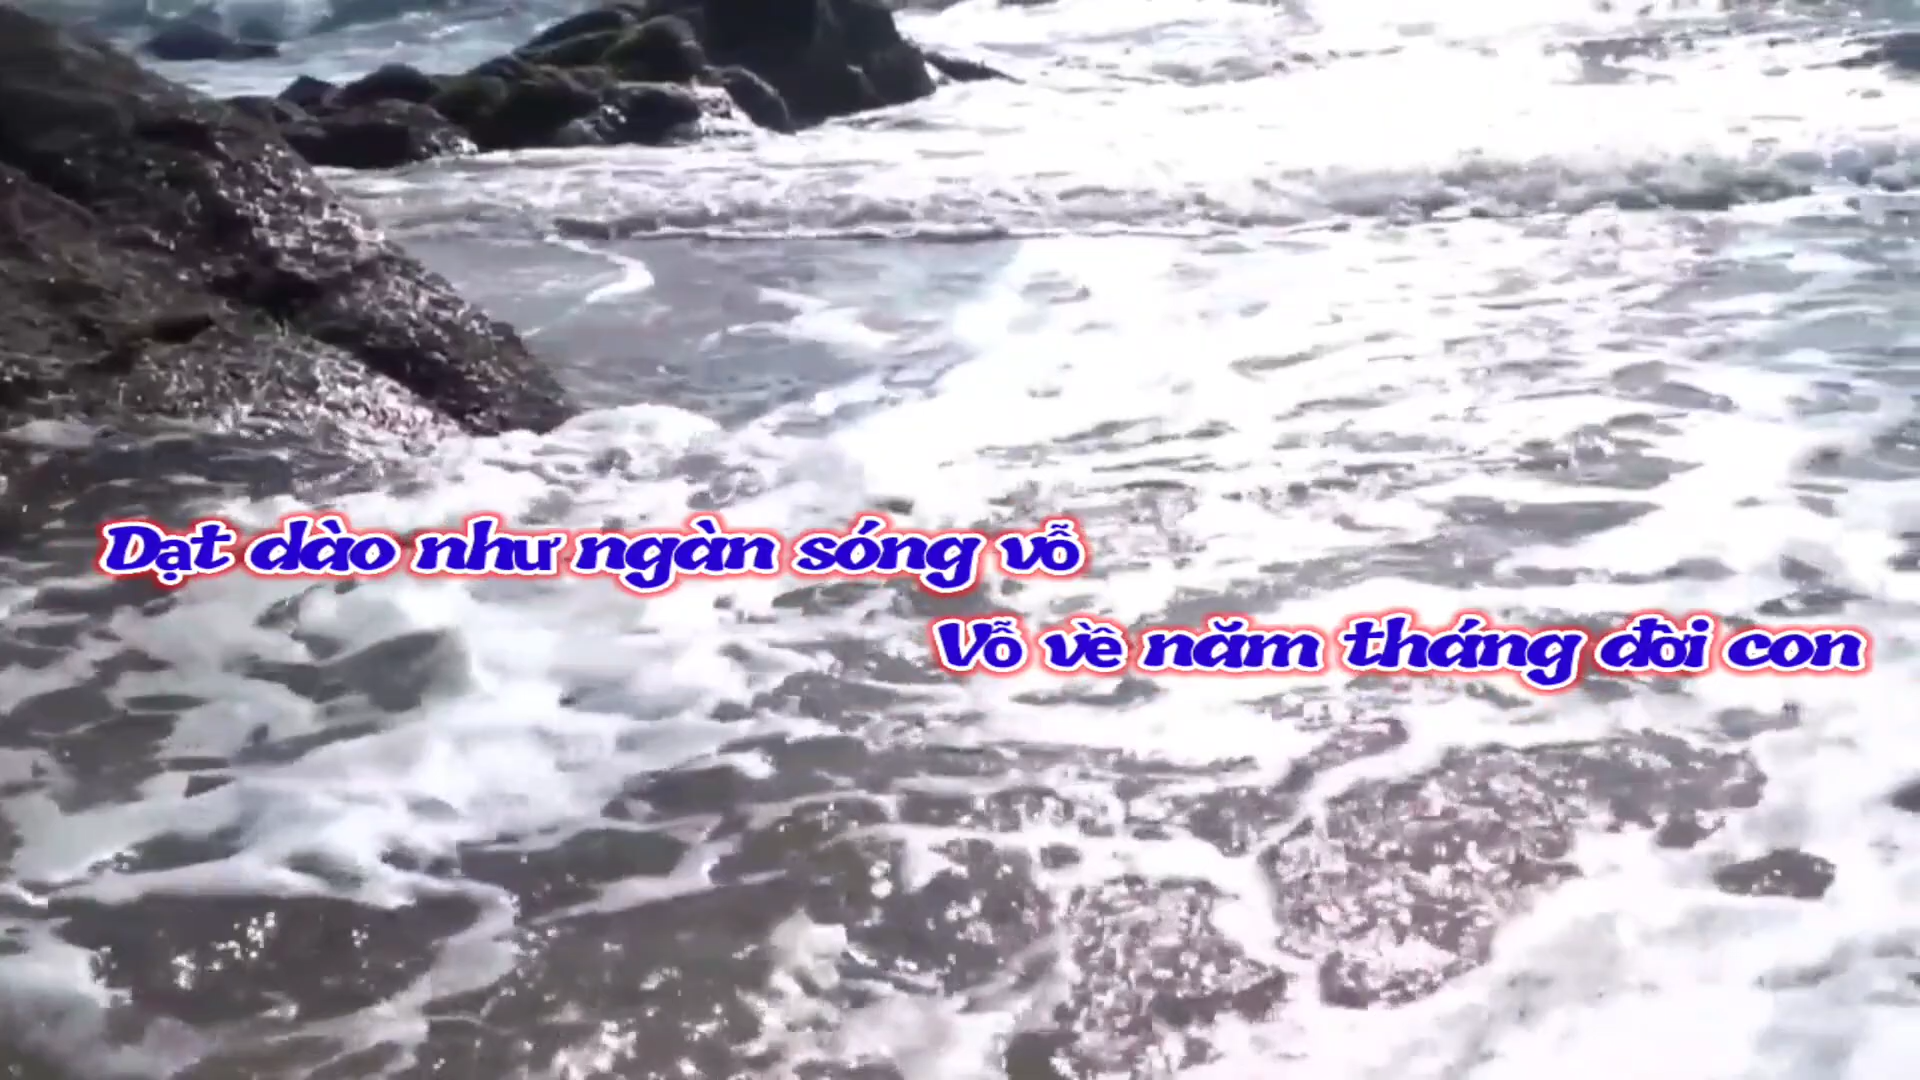 Dạt dào như ngàn sóng vỗ
Vỗ về năm tháng đời con